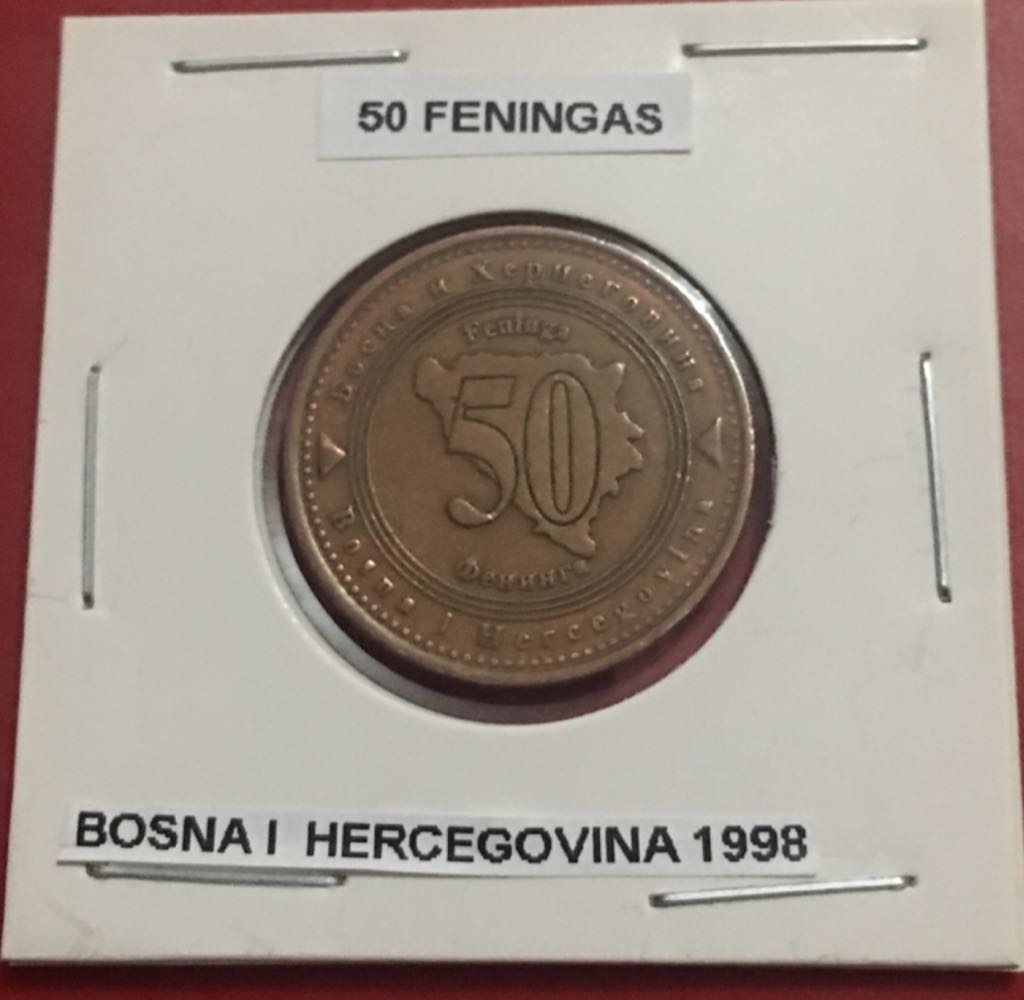 50 FENINGAS
Босна и Херцеговина
Feninga
50
Фенинга
Bosna i Hercegovina
BOSNA I HERCEGOVINA 1998